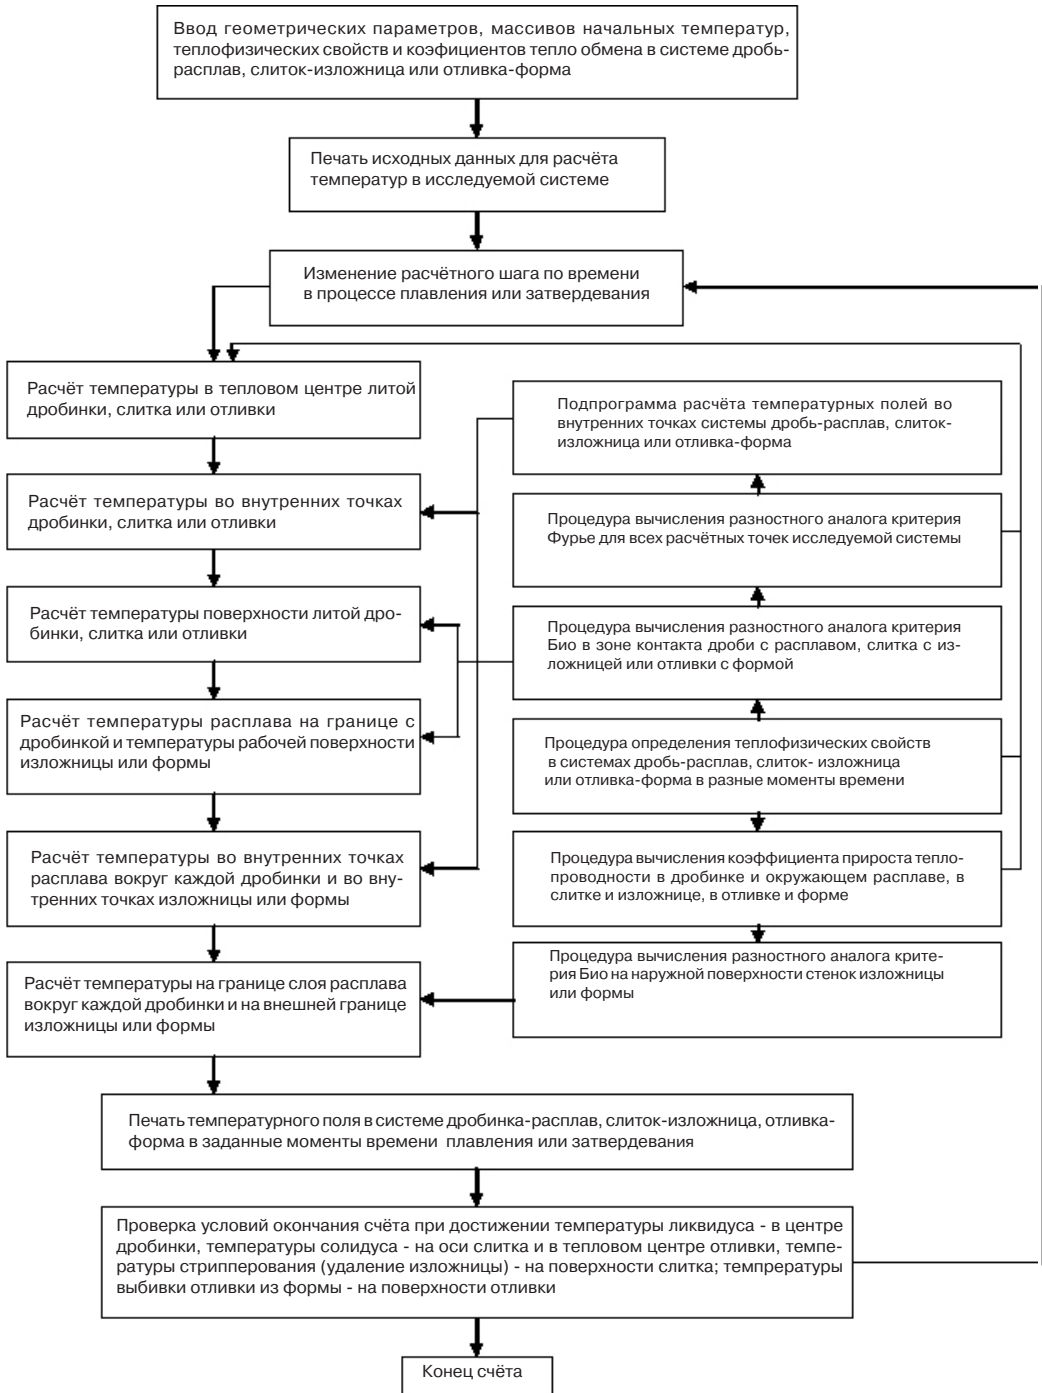 Ввод геометрических параметров, массивов начальных температур,
теплофизических свойств и коэфициентов тепло обмена в системе дробь-
расплав, слиток-изложница или отливка-форма
Печать исходных данных для расчёта
температур в исследуемой системе
Изменение расчётного шага по времени
в процессе плавления или затвердевания
Расчёт температуры в тепловом центре литой
дробинки, слитка или отливки
Расчёт температуры во внутренних точках
дробинки, слитка или отливки
Расчёт температуры поверхности литой дро-
бинки, слитка или отливки
Расчёт температуры расплава на границе с
дробинкой и температуры рабочей поверхности
изложницы или формы
Расчёт температуры во внутренних точках
расплава вокруг каждой дробинки и во вну-
тренних точках изложницы или формы
Расчёт температуры на границе слоя расплава
вокруг каждой дробинки и на внешней границе
изложницы или формы
Подпрограмма расчёта температурных полей во
внутренних точках системы дробь-расплав, слиток-
изложница или отливка-форма
Процедура вычисления разностного аналога критерия
Фурье для всех расчётных точек исследуемой системы
Процедура вычисления разностного аналога критерия
Био в зоне контакта дроби с расплавом, слитка с из-
ложницей или отливки с формой
Процедура определения теплофизических свойств
в системах дробь-расплав, слиток- изложница
или отливка-форма в разные моменты времени
Процедура вычисления коэффициента прироста тепло-
проводности в дробинке и окружающем расплаве, в
слитке и изложнице, в отливке и форме
Процедура вычисления разностного аналога крите-
рия Био на наружной поверхности стенок изложницы
или формы
Печать температурного поля в системе дробинка-расплав, слиток-изложница, отливка-
форма в заданные моменты времени плавления или затвердевания
Проверка условий окончания счёта при достижении температуры ликвидуса - в центре
дробинки, температуры солидуса - на оси слитка и в тепловом центре отливки, темпе-
ратуры стрипперования (удаление изложницы) - на поверхности слитка; темпрературы
выбивки отливки из формы - на поверхности отливки
Конец счёта